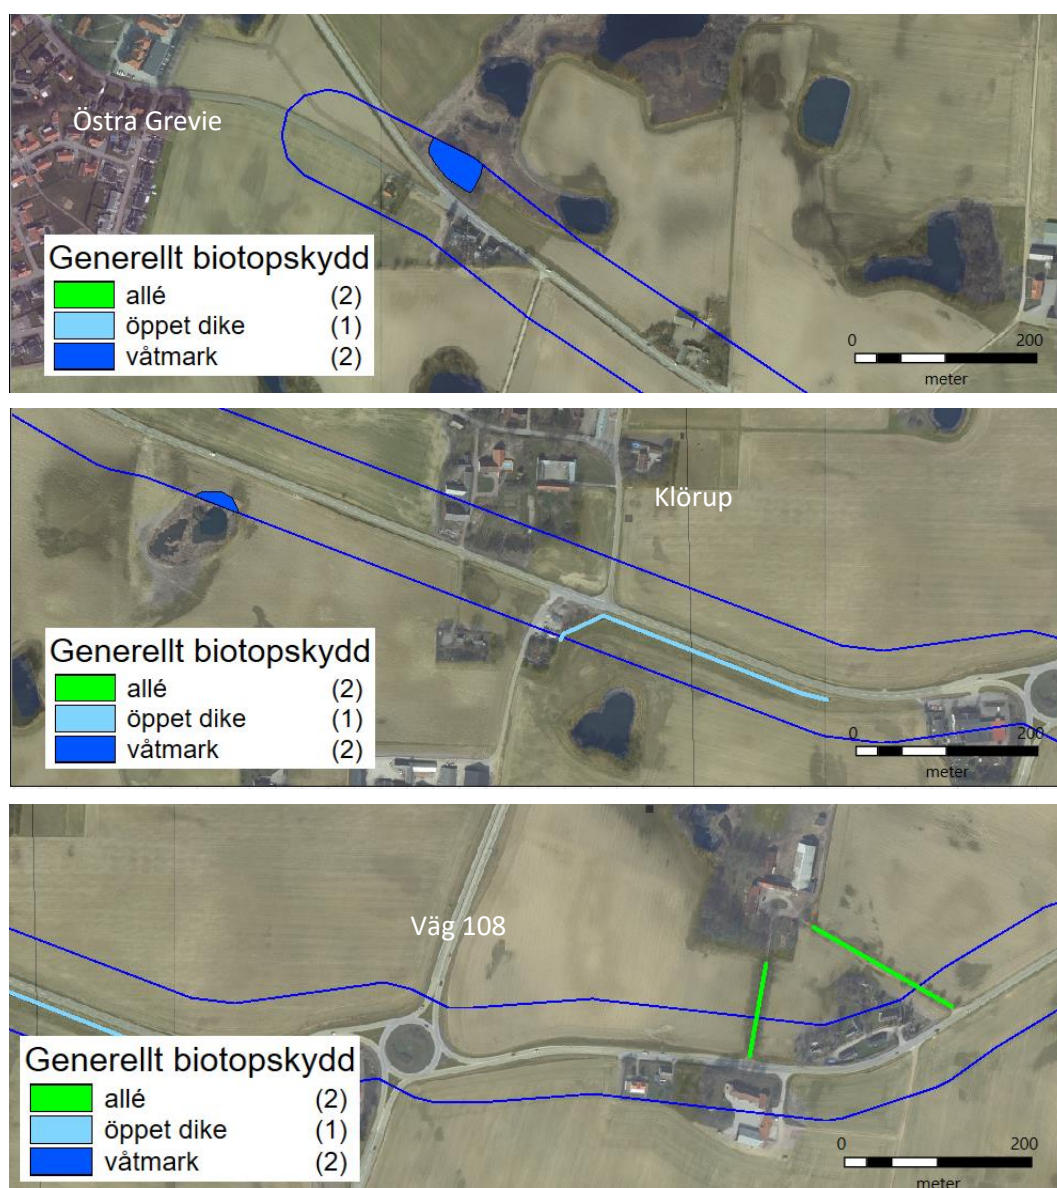 Östra Grevie
Generellt biotopskydd
allé (2)
öppet dike (1)
våtmark (2)
0 200
meter
Klörup
Generellt biotopskydd
allé (2)
öppet dike (1)
våtmark (2)
0 200
meter
Väg 108
Generellt biotopskydd
allé (2)
öppet dike (1)
våtmark (2)
0 200
meter